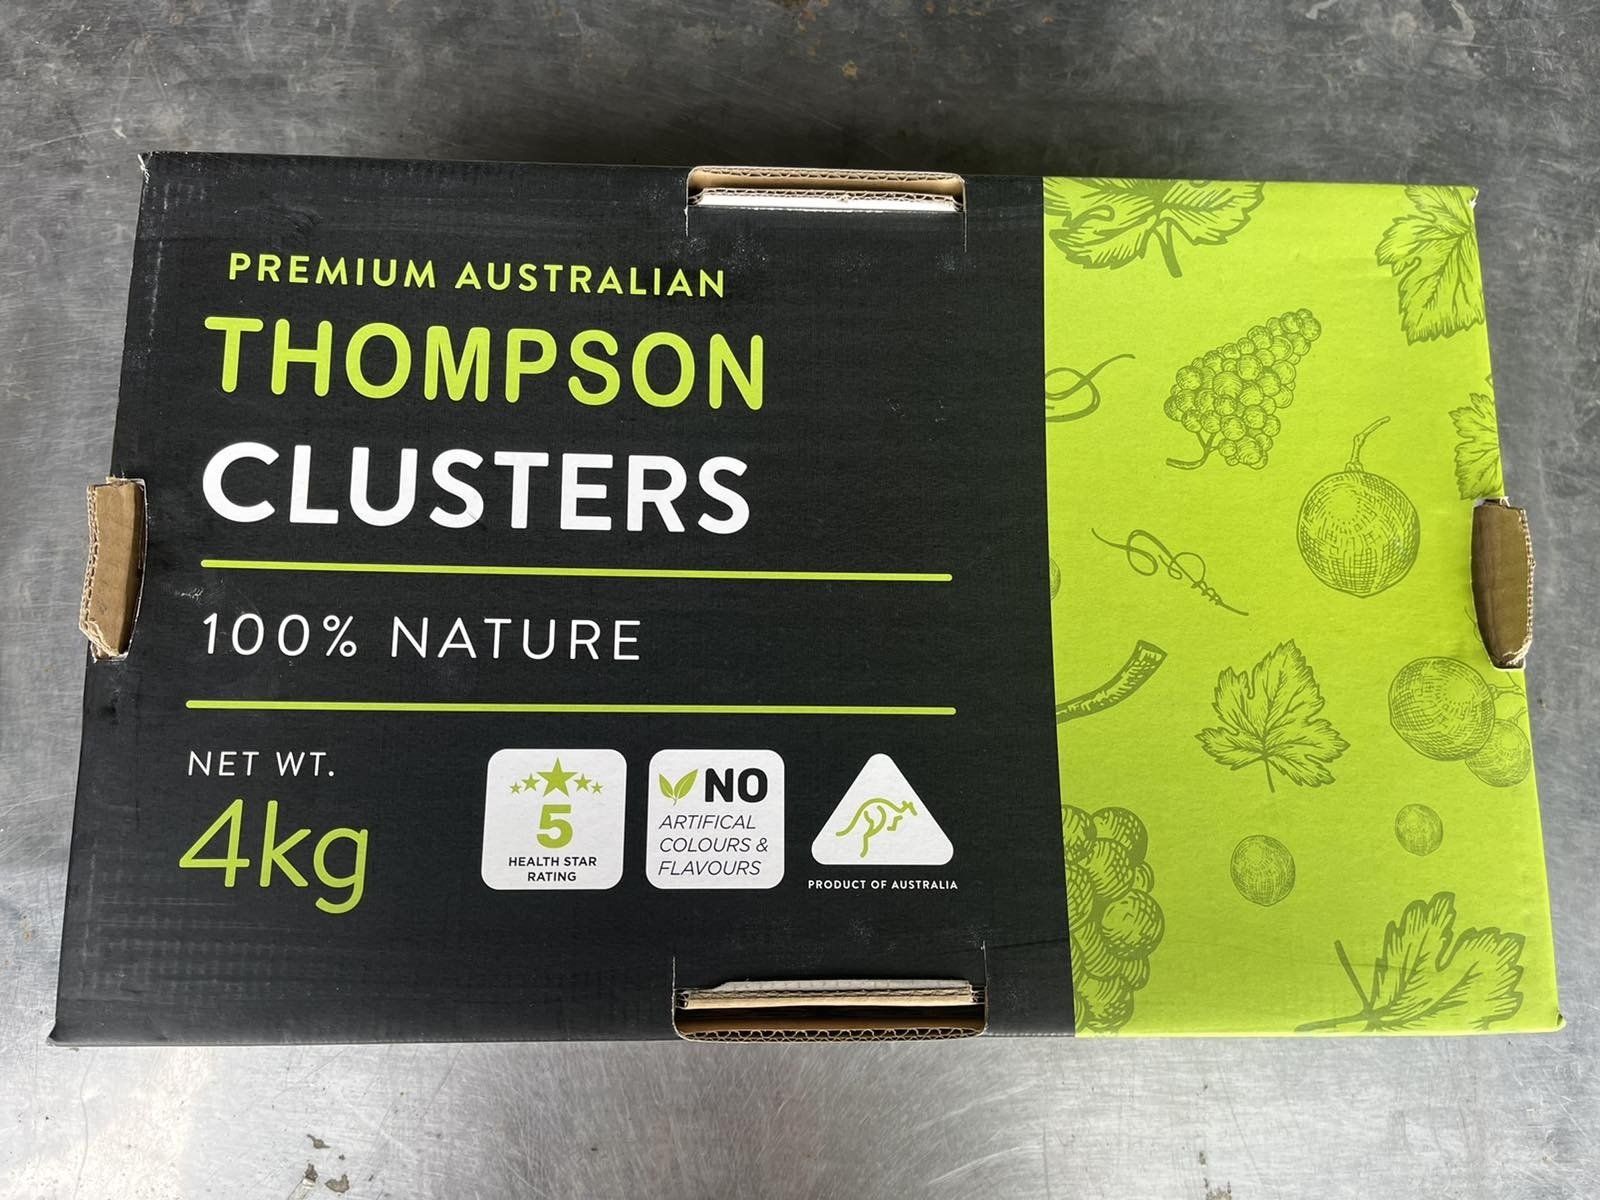 PREMIUM AUSTRALIAN
THOMPSON
CLUSTERS
100% NATURE
NET WT.
4kg
5
HEALTH STAR
RATING
NO
ARTIFICAL
COLOURS &
FLAVOURS
PRODUCT OF AUSTRALIA